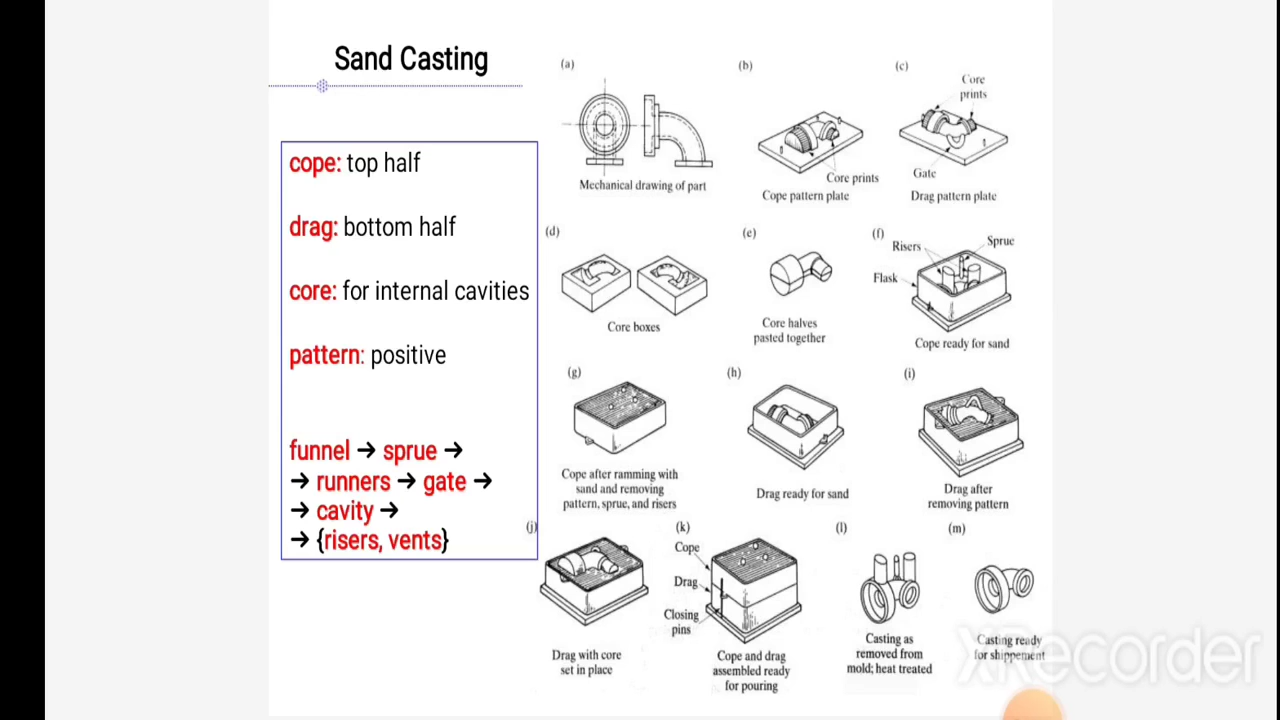 Sand Casting
cope: top half
drag: bottom half
core: for internal cavities
pattern: positive
funnel → sprue →
→ runners → gate →
→ cavity →
→ {risers, vents}
(a)
Mechanical drawing of part
(b)
Core prints
Cope pattern plate
(c)
Core
prints
Gate
Drag pattern plate
(d)
Core boxes
(e)
Core halves
pasted together
(f)
Risers
Sprue
Flask
Cope ready for sand
(g)
Cope after ramming with
sand and removing
pattern, sprue, and risers
(h)
Drag ready for sand
(i)
Drag after
removing pattern
(j)
Drag with core
set in place
(k)
Cope
Drag
Closing
pins
Cope and drag
assembled ready
for pouring
(l)
Casting as
removed from
mold; heat treated
(m)
Casting ready
for shippement
XRecorder